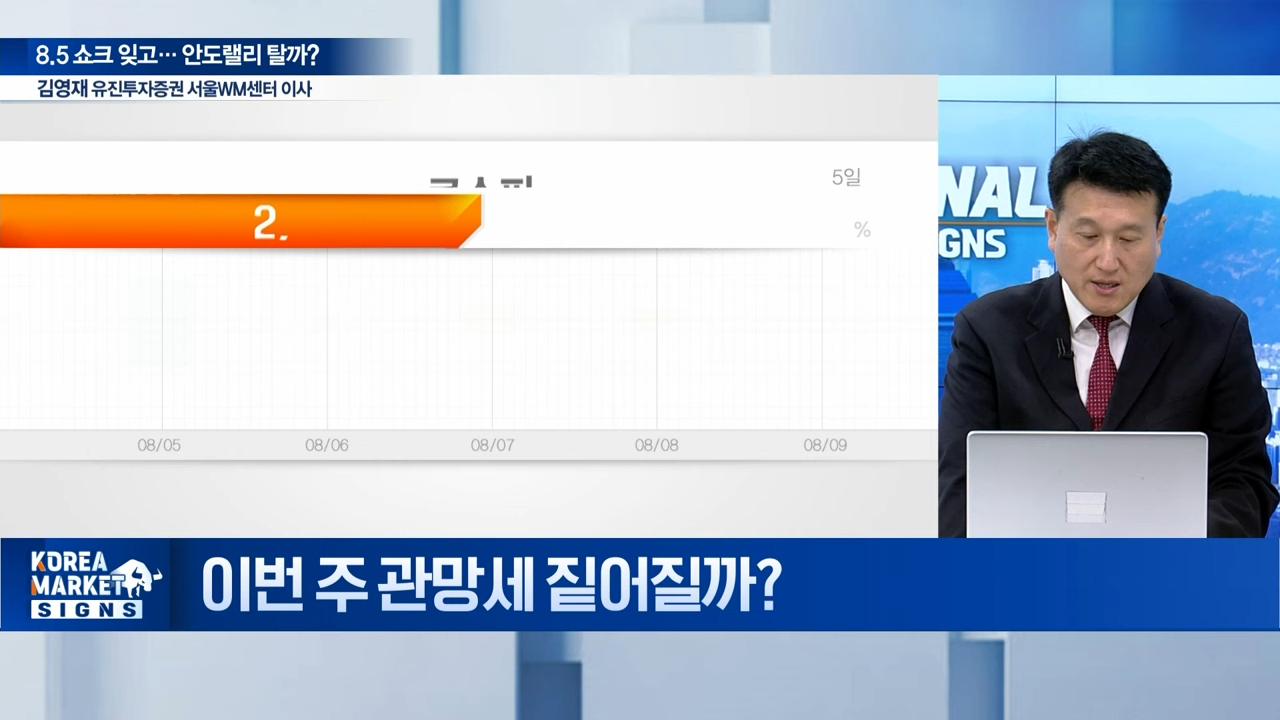 8.5 쇼크 잊고… 안도랠리 탈까?
김영재 유진투자증권 서울WM센터 이사
5일
2.
%
08/05 08/06 08/07 08/08 08/09
NAL
GNS
KOREA
MARKET
SIGNS
이번 주 관망세 짙어질까?